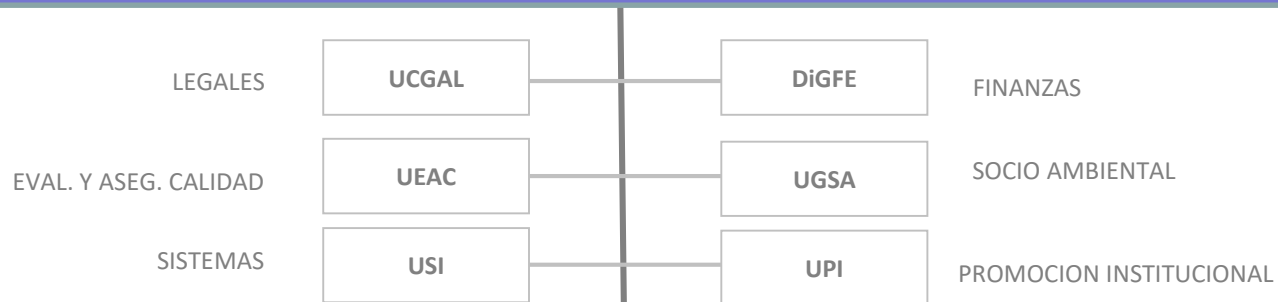 LEGALES
UCGAL
DiGFE
FINANZAS
EVAL. Y ASEG. CALIDAD
UEAC
UGSA
SOCIO AMBIENTAL
SISTEMAS
USI
UPI
PROMOCION INSTITUCIONAL